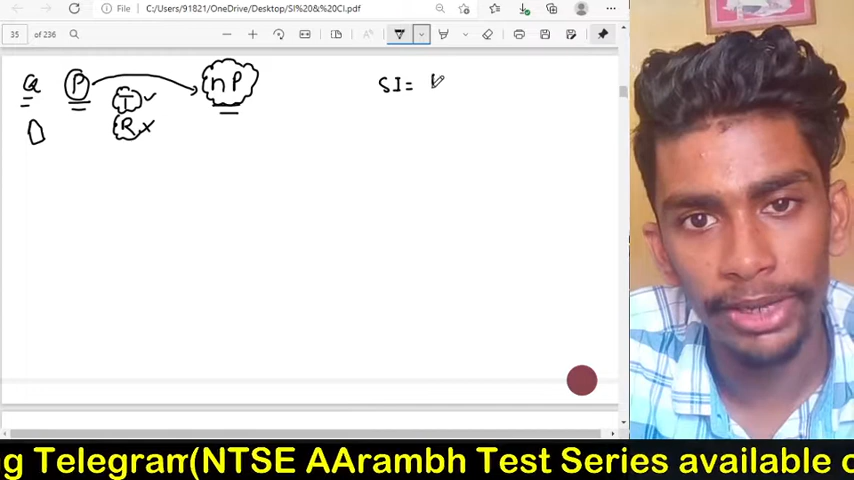 File | C:/Users/91821/OneDrive/Desktop/SI%20&%20CI.pdf
35 of 236
Q P nP SI=
T ✓
R ×
g Telegram(NTSE AArambh Test Series available o